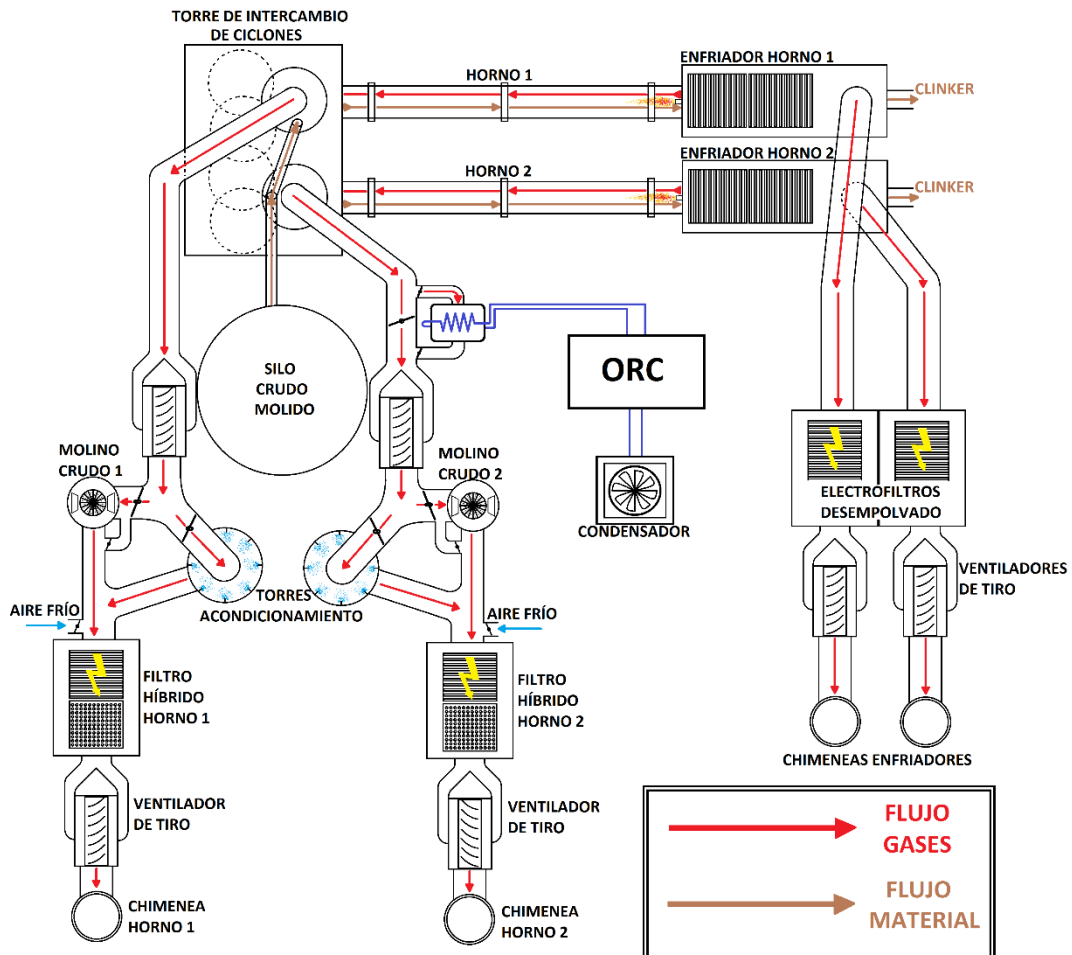 TORRE DE INTERCAMBIO
DE CICLONES
HORNO 1
ENFRIADOR HORNO 1
CLINKER
HORNO 2
ENFRIADOR HORNO 2
CLINKER
SILO
CRUDO
MOLIDO
ORC
CONDENSADOR
MOLINO
CRUDO 1
MOLINO
CRUDO 2
ELECTROFILTROS
DESEMPOLVADO
VENTILADORES
DE TIRO
TORRES
ACONDICIONAMIENTO
AIRE FRÍO
AIRE FRÍO
FILTRO
HÍBRIDO
HORNO 1
FILTRO
HÍBRIDO
HORNO 2
CHIMENEAS ENFRIADORES
VENTILADOR
DE TIRO
VENTILADOR
DE TIRO
CHIMENEA
HORNO 1
CHIMENEA
HORNO 2
FLUJO
GASES
FLUJO
MATERIAL